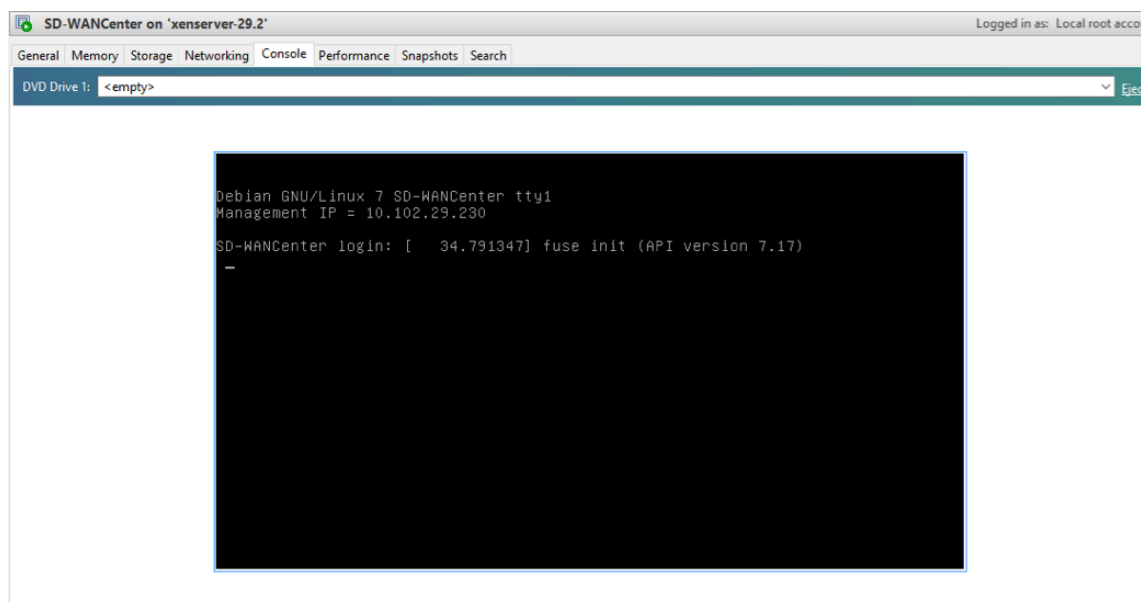 SD-WANCenter on 'xenserver-29.2' Logged in as: Local root acco
General Memory Storage Networking Console Performance Snapshots Search
DVD Drive 1: <empty> Ejec
Debian GNU/Linux 7 SD-WANCenter tty1
Management IP = 10.102.29.230
SD-WANCenter login: [   34.791347] fuse init (API version 7.17)
_